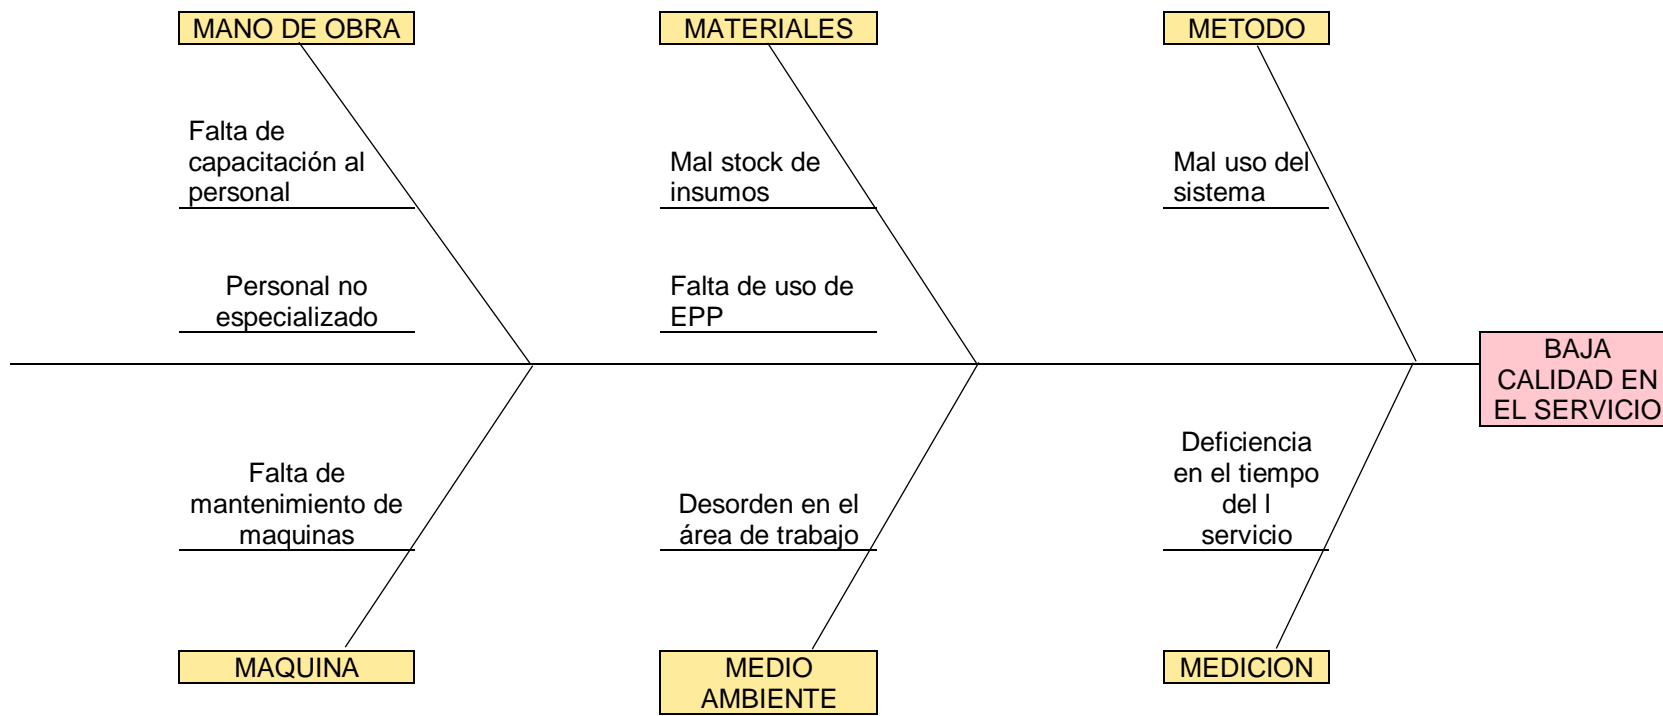 MANO DE OBRA
MATERIALES
METODO
Falta de
capacitación al
personal
Mal stock de
insumos
Mal uso del
sistema
Personal no
especializado
Falta de uso de
EPP
BAJA
CALIDAD EN
EL SERVICIO
Falta de
mantenimiento de
maquinas
Desorden en el
área de trabajo
Deficiencia
en el tiempo
del l
servicio
MAQUINA
MEDIO
AMBIENTE
MEDICION